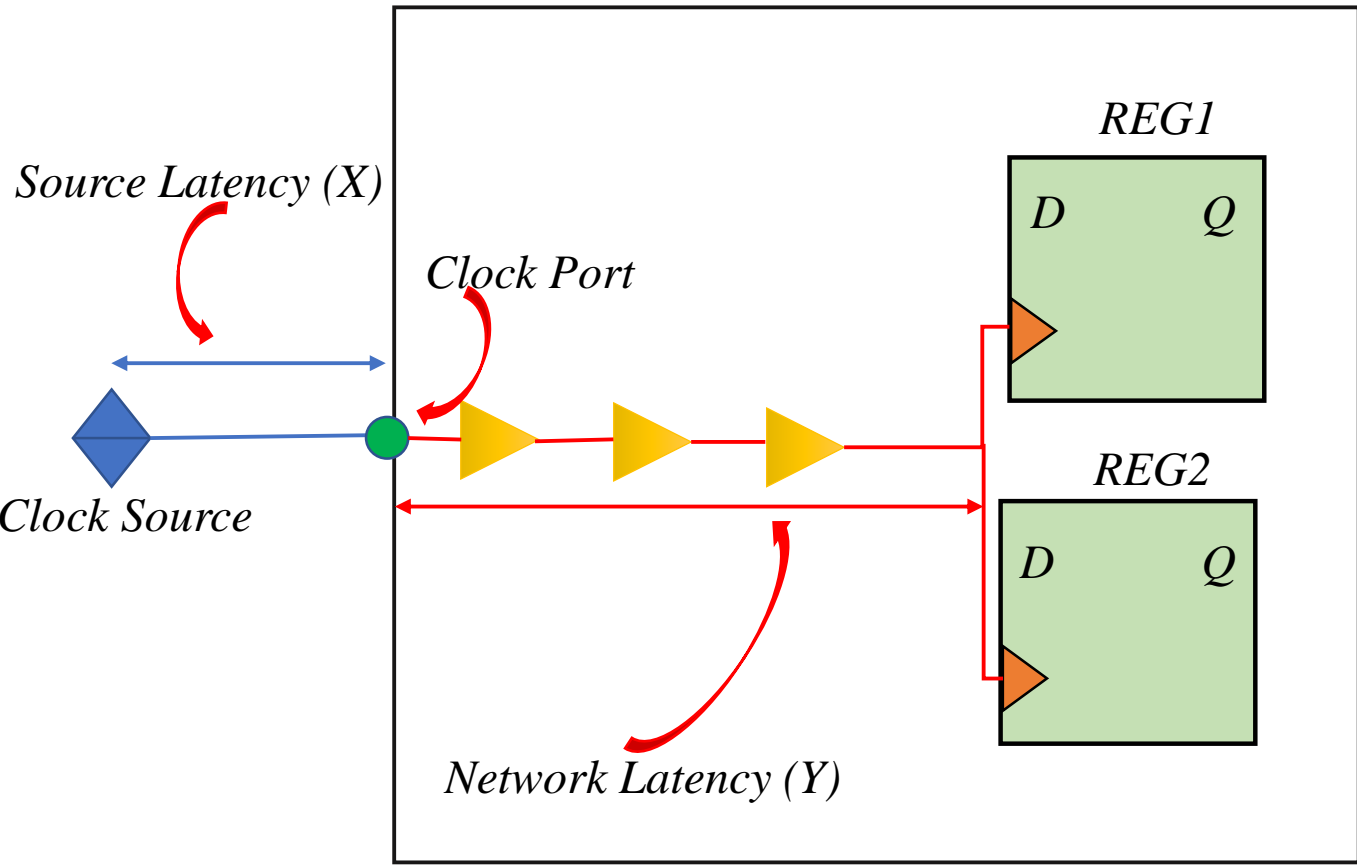 REG1
Source Latency (X)
D
Q
Clock Port
REG2
Clock Source
D
Q
Network Latency (Y)